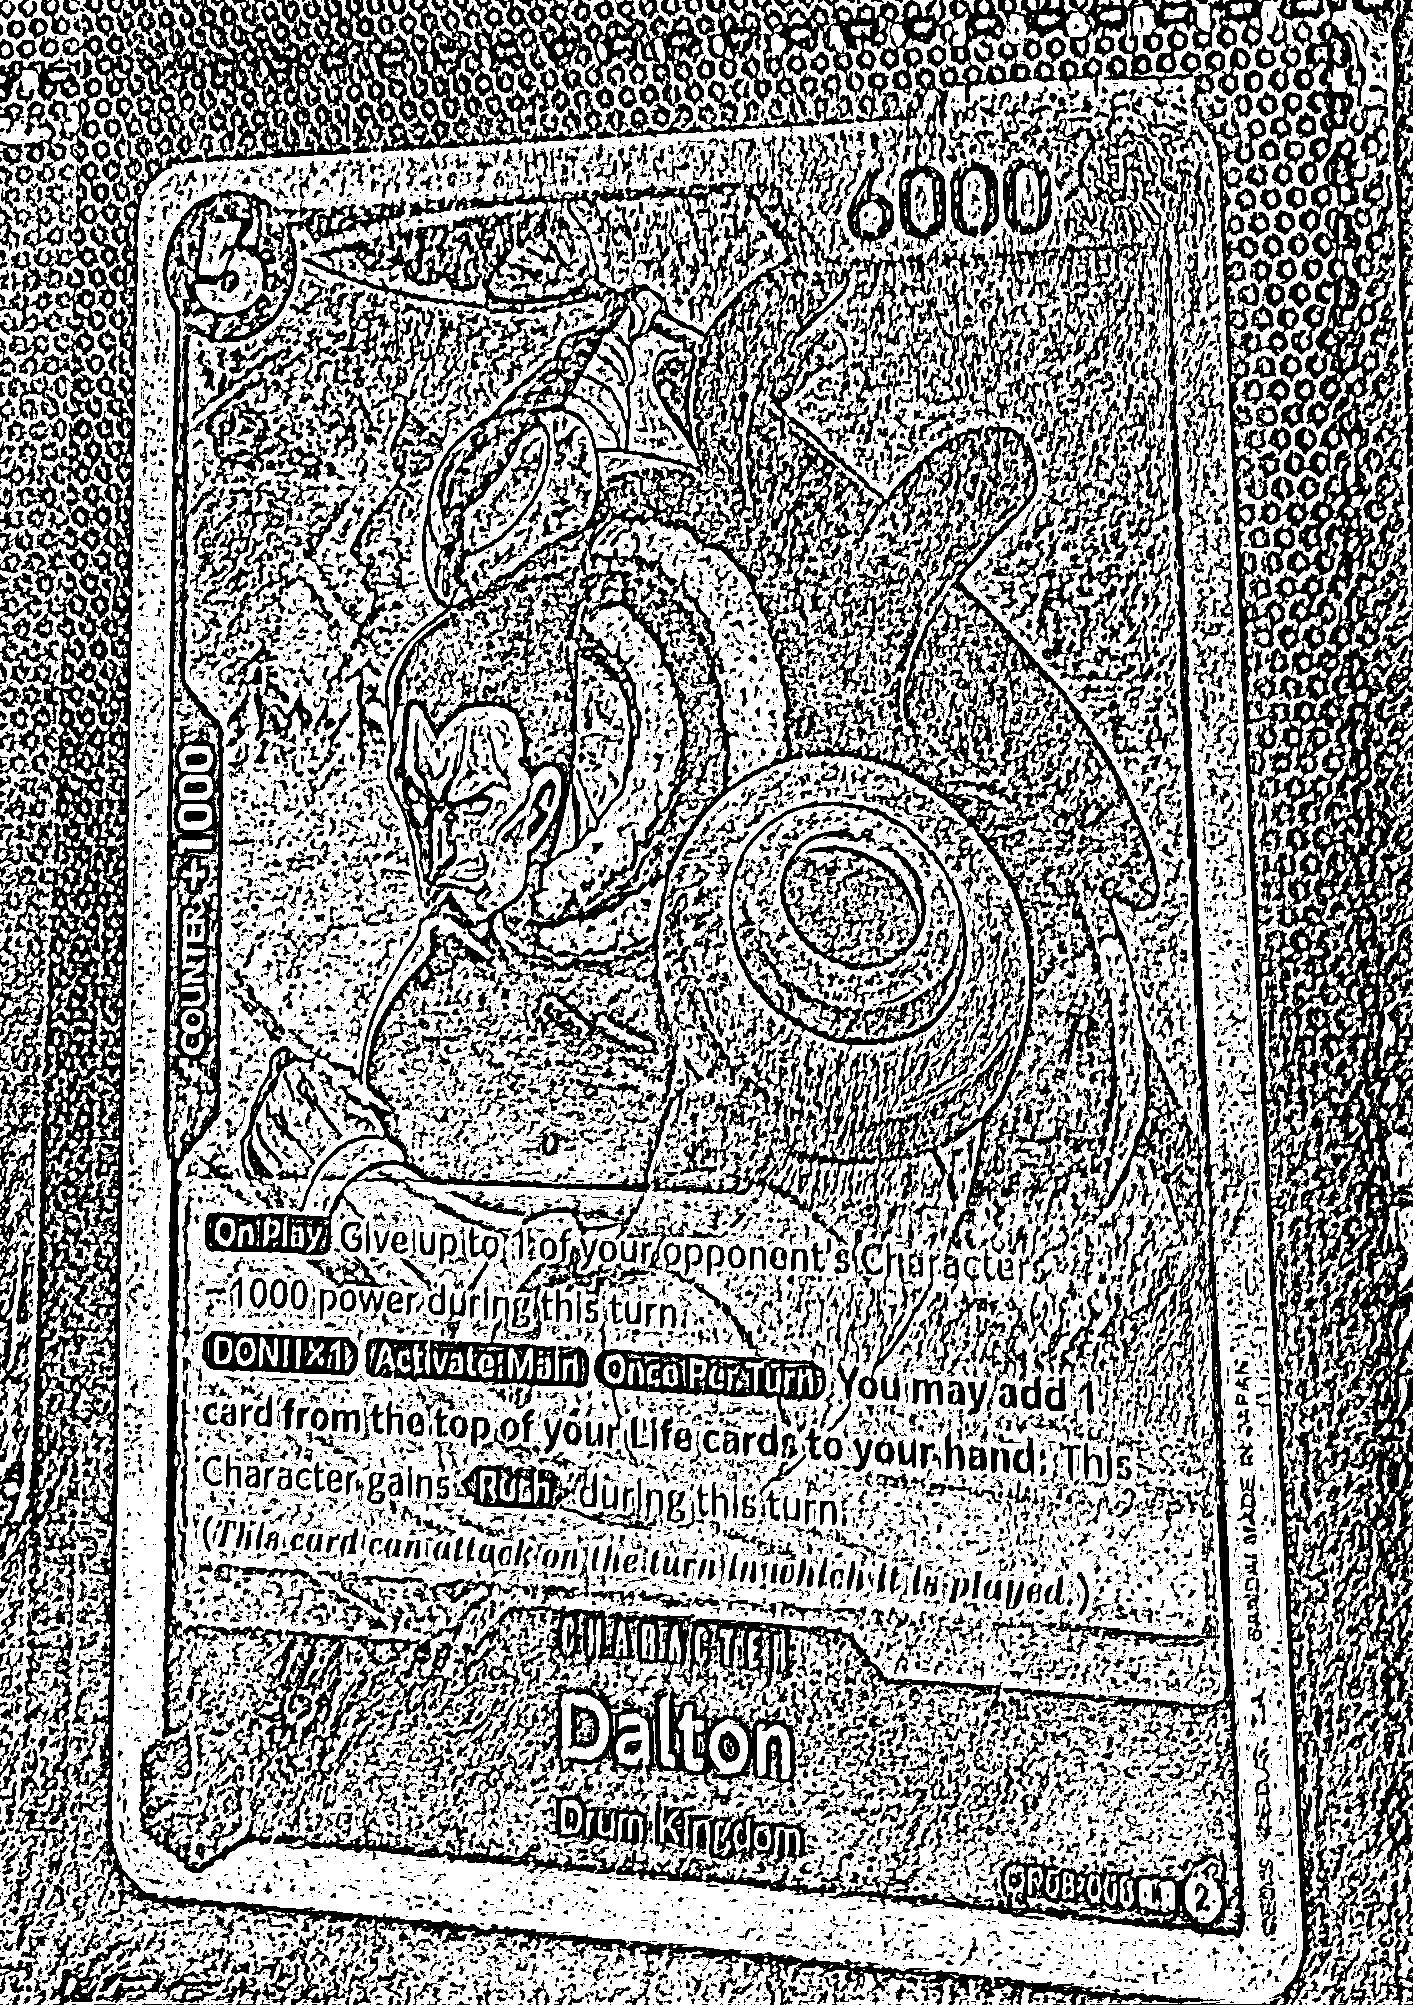 5
6000
COUNTER +1000
On Play Give up to 1 of your opponent's Characters
−1000 power during this turn.
DON!! ×1 Activate: Main Once Per Turn You may add 1
card from the top of your Life cards to your hand: This
Character gains Rush during this turn.
(This card can attack on the turn in which it is played.)
CHARACTER
Dalton
Drum Kingdom
BANDAI MADE IN JAPAN
2